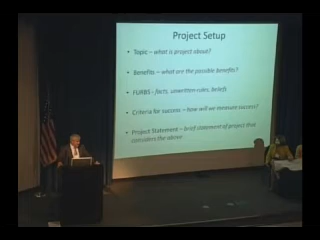 Project Setup
• Topic – what is project about?
• Benefits – what are the possible benefits?
• FURBS – facts, unwritten rules, beliefs
• Criteria for success – how will we measure success?
• Project Statement – brief statement of project that
considers the above